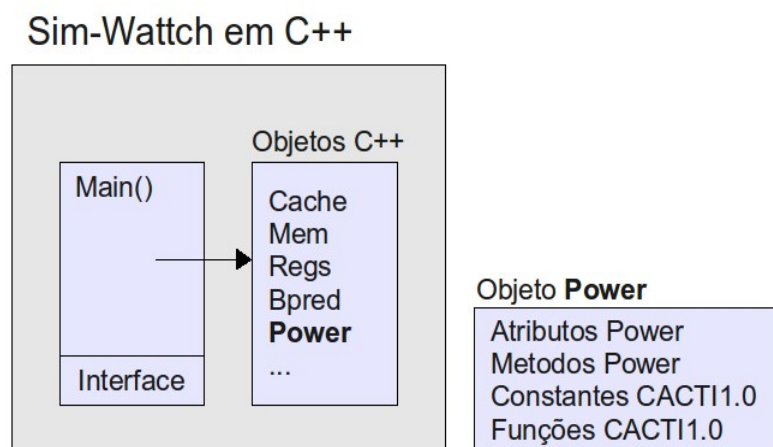 Sim-Wattch em C++
Objetos C++
Main()
Interface
Cache
Mem
Regs
Bpred
Power
...
Objeto Power
Atributos Power
Metodos Power
Constantes CACTI1.0
Funções CACTI1.0